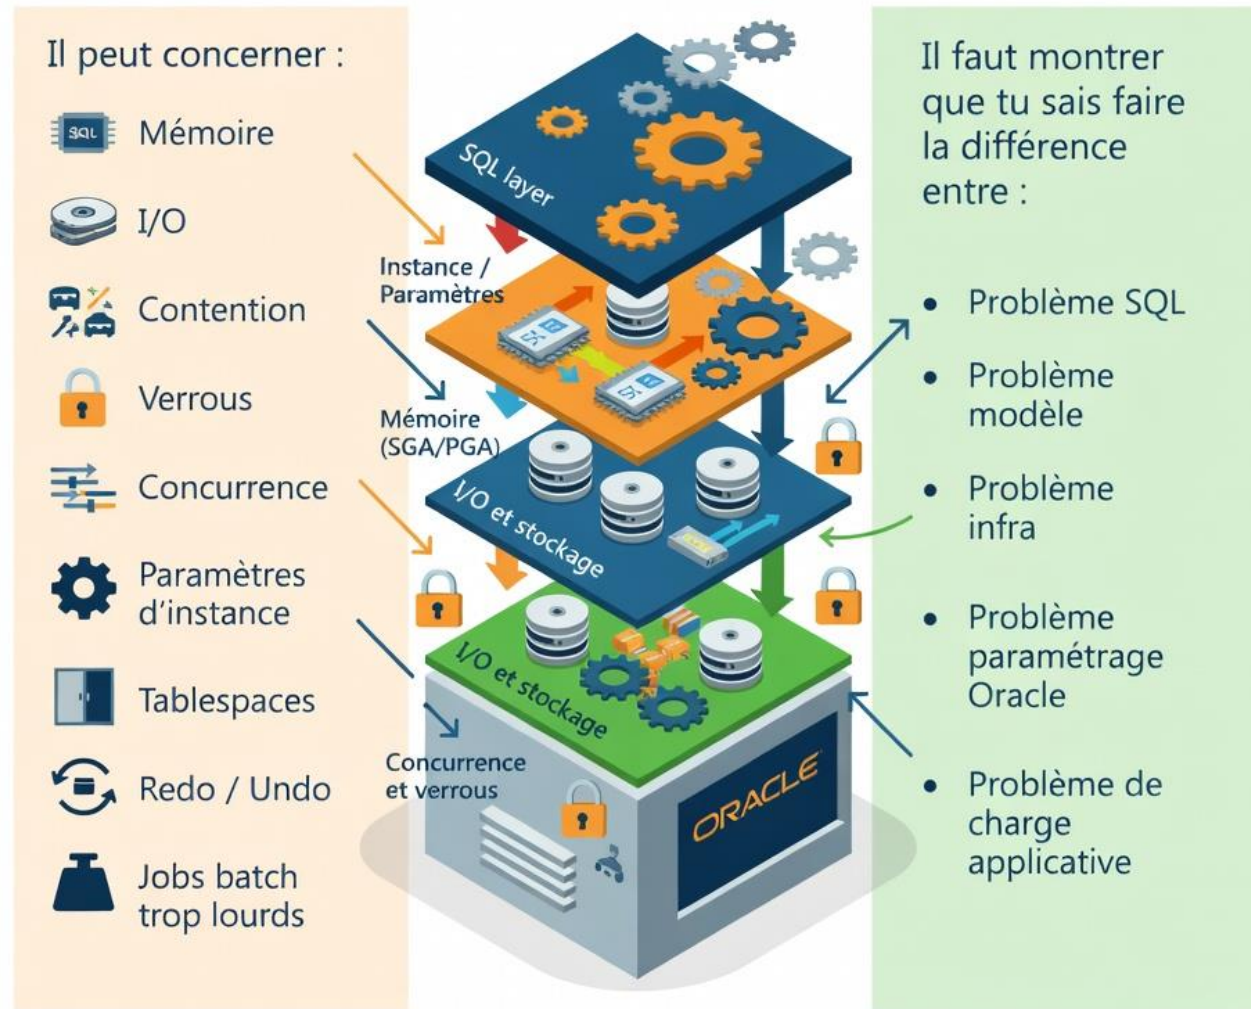 Il peut concerner :
SQL
Mémoire
I/O
Contention
Verrous
Concurrence
Paramètres
d'instance
Tablespaces
Redo / Undo
Jobs batch
trop lourds
SQL layer
Instance /
Paramètres
Mémoire
(SGA/PGA)
I/O et stockage
I/O et stockage
Concurrence
et verrous
ORACLE
Il faut montrer
que tu sais faire
la différence
entre :
• Problème SQL
• Problème
modèle
• Problème
infra
• Problème
paramétrage
Oracle
• Problème de
charge
applicative